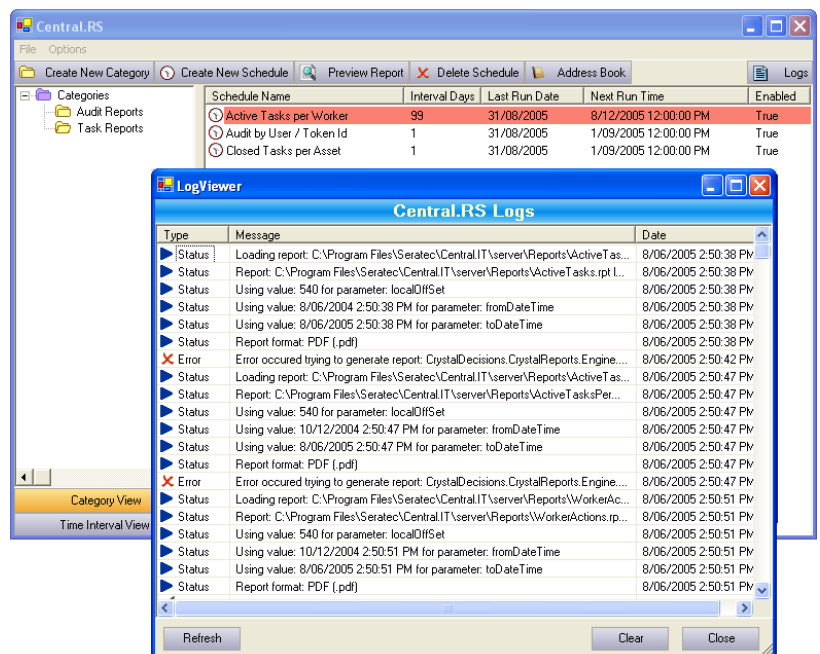 Central.RS
File Options
Create New Category Create New Schedule Preview Report Delete Schedule Address Book Logs
Categories
Audit Reports
Task Reports
Schedule Name Interval Days Last Run Date Next Run Time Enabled
Active Tasks per Worker 99 31/08/2005 8/12/2005 12:00:00 PM True
Audit by User / Token Id 1 31/08/2005 1/09/2005 12:00:00 PM True
Closed Tasks per Asset 1 31/08/2005 1/09/2005 12:00:00 PM True
Category View
Time Interval View
LogViewer
Central.RS Logs
Type Message Date
Status Loading report: C:\Program Files\Seratec\Central.IT\server\Reports\ActiveTas... 8/06/2005 2:50:38 PM
Status Report: C:\Program Files\Seratec\Central.IT\server\Reports\ActiveTasks.rpt l... 8/06/2005 2:50:38 PM
Status Using value: 540 for parameter: localOffSet 8/06/2005 2:50:38 PM
Status Using value: 8/06/2004 2:50:38 PM for parameter: fromDateTime 8/06/2005 2:50:38 PM
Status Using value: 8/06/2005 2:50:38 PM for parameter: toDateTime 8/06/2005 2:50:38 PM
Status Report format: PDF (.pdf) 8/06/2005 2:50:38 PM
Error Error occured trying to generate report: CrystalDecisions.CrystalReports.Engine.... 8/06/2005 2:50:42 PM
Status Loading report: C:\Program Files\Seratec\Central.IT\server\Reports\ActiveTas... 8/06/2005 2:50:47 PM
Status Report: C:\Program Files\Seratec\Central.IT\server\Reports\ActiveTasksPer... 8/06/2005 2:50:47 PM
Status Using value: 540 for parameter: localOffSet 8/06/2005 2:50:47 PM
Status Using value: 10/12/2004 2:50:47 PM for parameter: fromDateTime 8/06/2005 2:50:47 PM
Status Using value: 8/06/2005 2:50:47 PM for parameter: toDateTime 8/06/2005 2:50:47 PM
Status Report format: PDF (.pdf) 8/06/2005 2:50:47 PM
Error Error occured trying to generate report: CrystalDecisions.CrystalReports.Engine.... 8/06/2005 2:50:47 PM
Status Loading report: C:\Program Files\Seratec\Central.IT\server\Reports\WorkerAc... 8/06/2005 2:50:51 PM
Status Report: C:\Program Files\Seratec\Central.IT\server\Reports\WorkerActions.rp... 8/06/2005 2:50:51 PM
Status Using value: 540 for parameter: localOffSet 8/06/2005 2:50:51 PM
Status Using value: 10/12/2004 2:50:51 PM for parameter: fromDateTime 8/06/2005 2:50:51 PM
Status Using value: 8/06/2005 2:50:51 PM for parameter: toDateTime 8/06/2005 2:50:51 PM
Status Report format: PDF (.pdf) 8/06/2005 2:50:51 PM
Refresh Clear Close